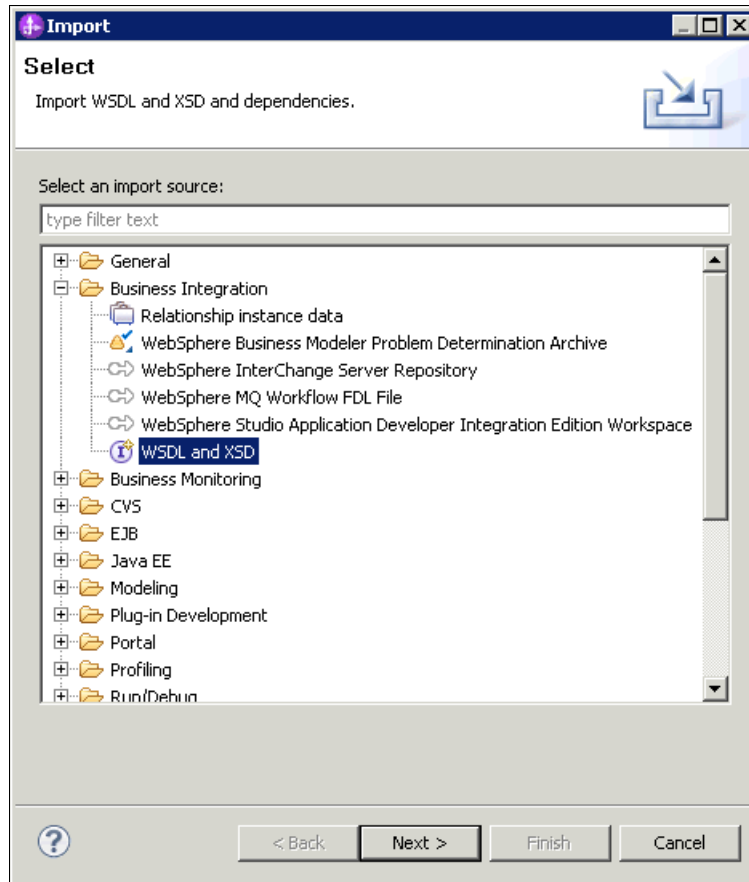 Import
Select
Import WSDL and XSD and dependencies.
Select an import source:
type filter text
General
Business Integration
Relationship instance data
WebSphere Business Modeler Problem Determination Archive
WebSphere InterChange Server Repository
WebSphere MQ Workflow FDL File
WebSphere Studio Application Developer Integration Edition Workspace
WSDL and XSD
Business Monitoring
CVS
EJB
Java EE
Modeling
Plug-in Development
Portal
Profiling
Run/Debug
< Back Next > Finish Cancel